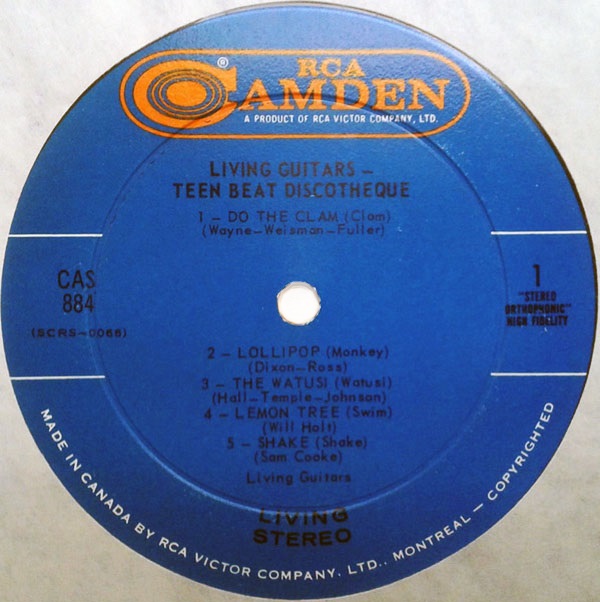 RCA
CAMDEN
®
A PRODUCT OF RCA VICTOR COMPANY, LTD.
LIVING GUITARS –
TEEN BEAT DISCOTHEQUE
1 – DO THE CLAM (Clam)
(Wayne–Weisman–Fuller)
CAS
884
(SCRS–0066)
1
"STEREO
ORTHOPHONIC"
HIGH FIDELITY
2 – LOLLIPOP (Monkey)
(Dixon–Ross)
3 – THE WATUSI (Watusi)
(Hall–Temple–Johnson)
4 – LEMON TREE (Swim)
(Will Holt)
5 – SHAKE (Shake)
(Sam Cooke)
Living Guitars
LIVING
STEREO
MADE IN CANADA BY RCA VICTOR COMPANY, LTD., MONTREAL – COPYRIGHTED